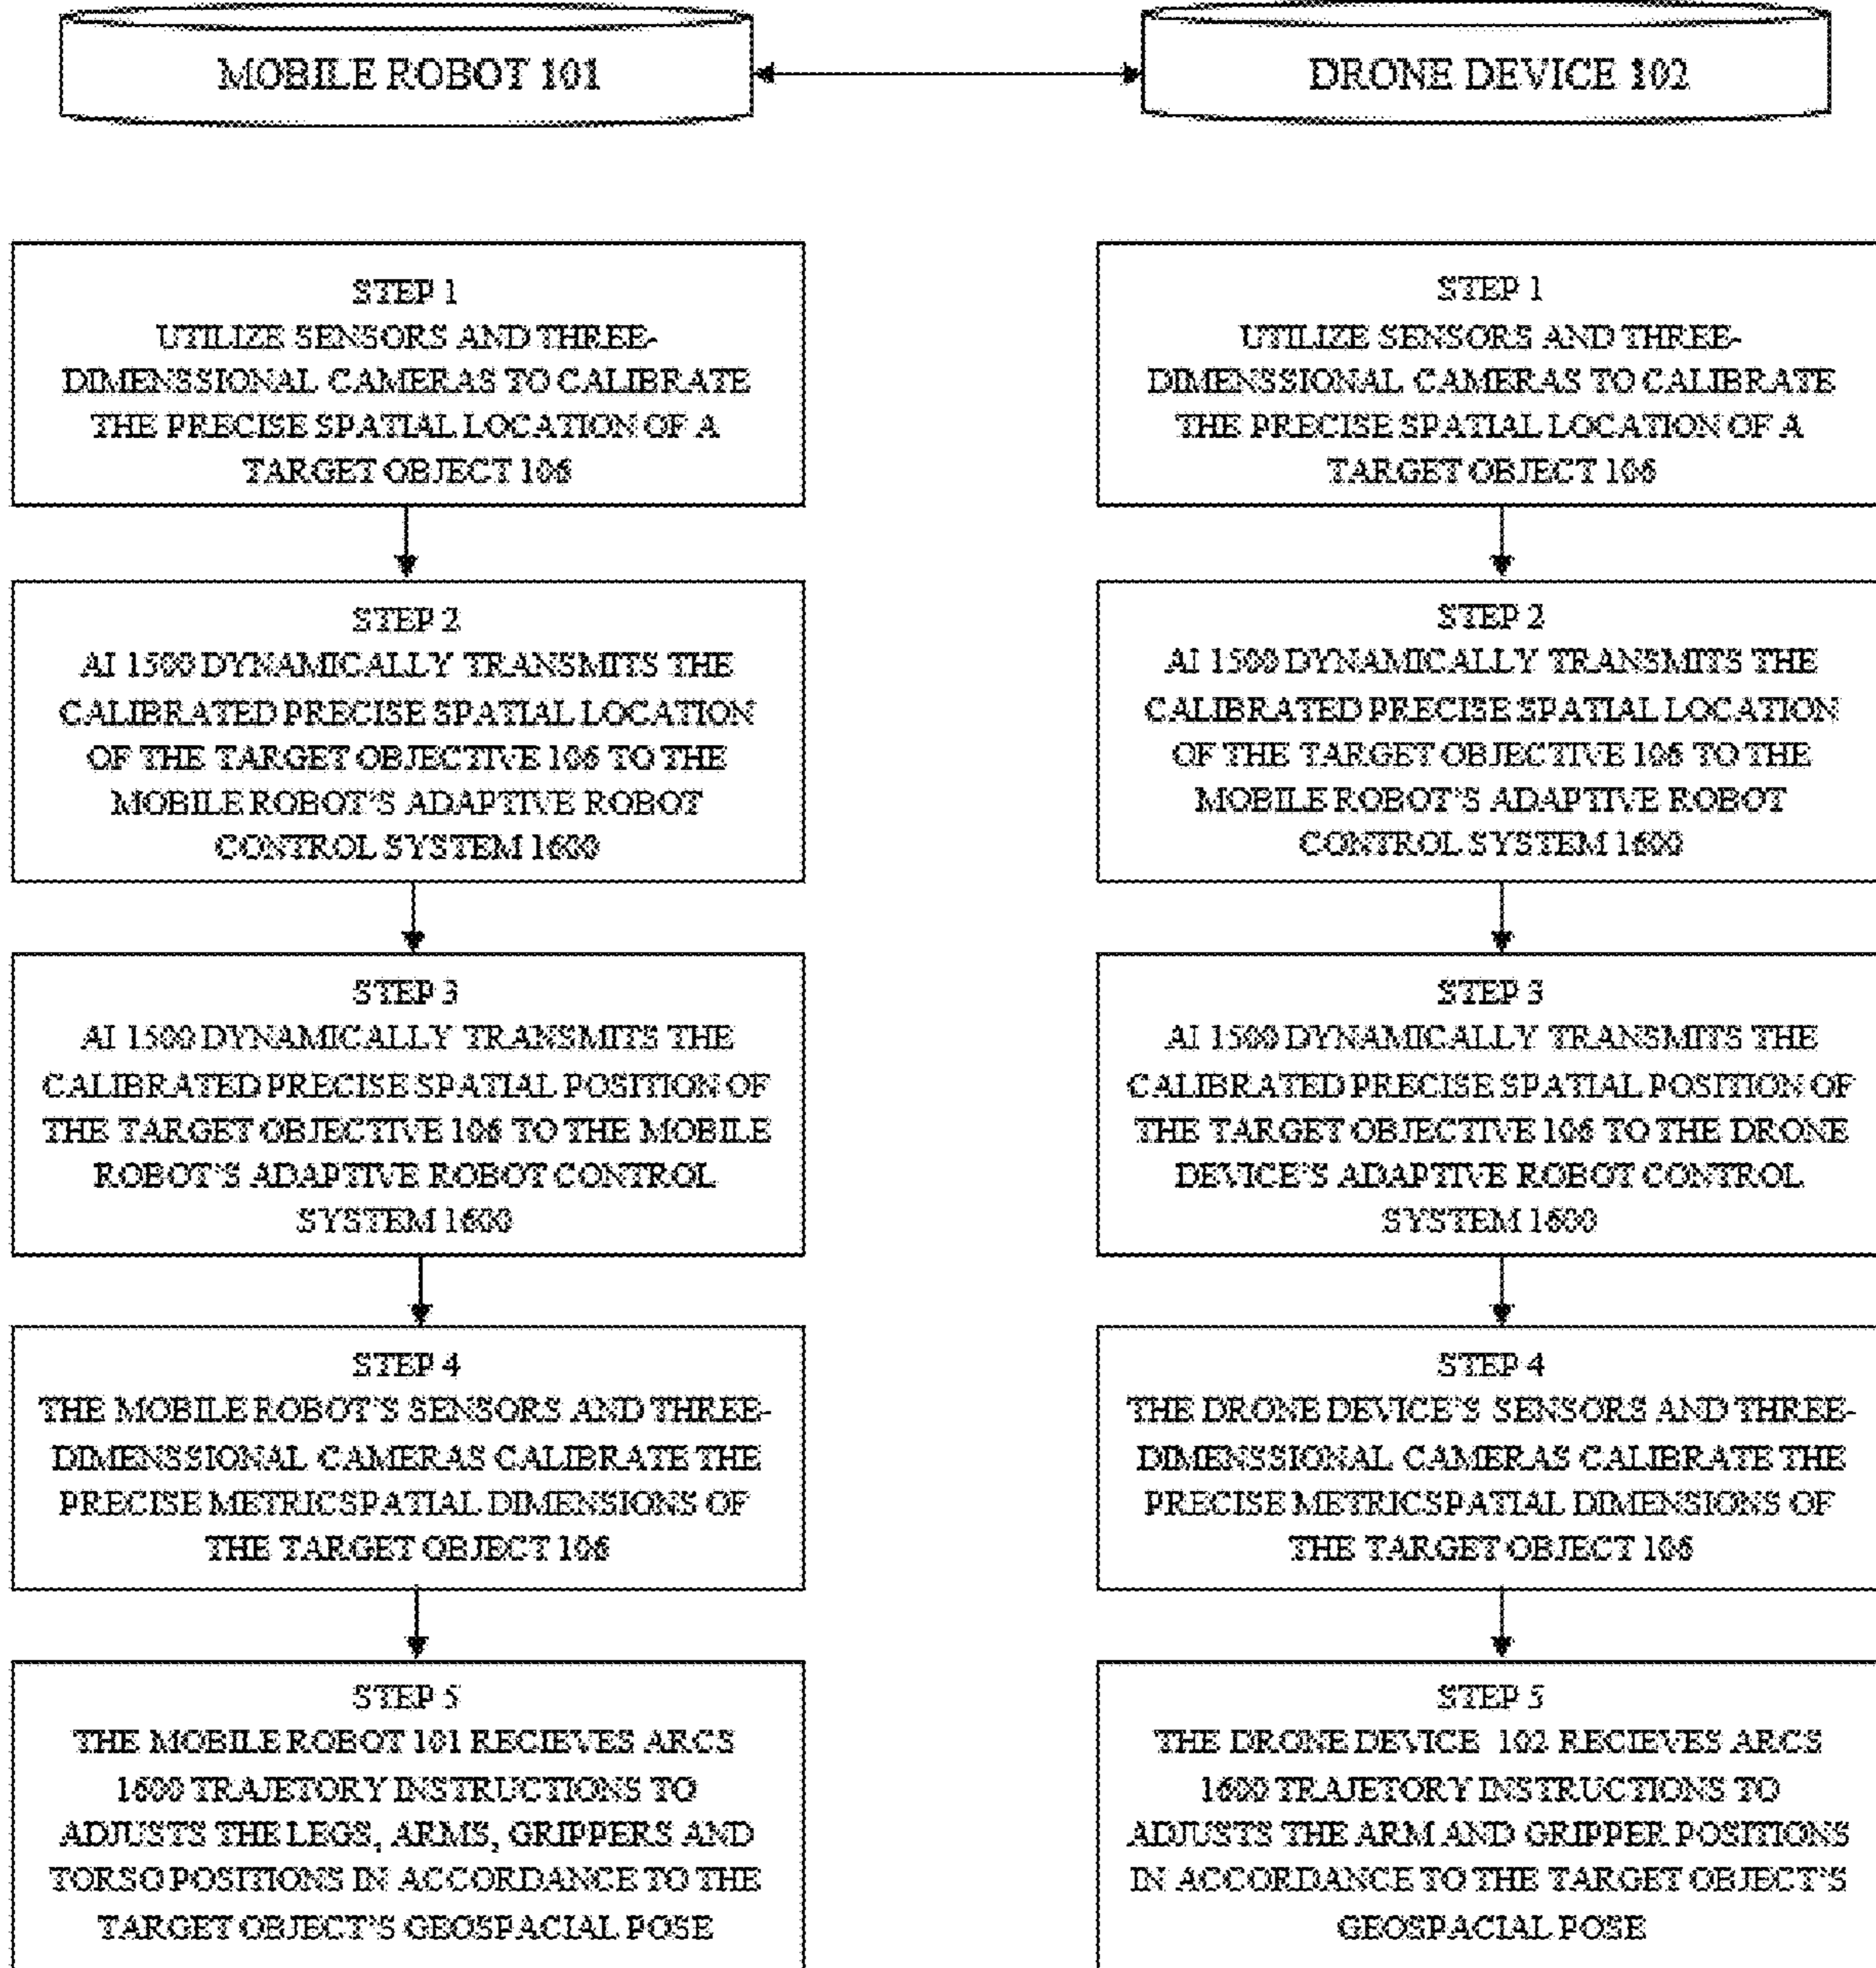 MOBILE ROBOT 101
DRONE DEVICE 102
STEP 1
UTILIZE SENSORS AND THREE-
DIMENSSIONAL CAMERAS TO CALIBRATE
THE PRECISE SPATIAL LOCATION OF A
TARGET OBJECT 106
STEP 2
AI 1500 DYNAMICALLY TRANSMITS THE
CALIBRATED PRECISE SPATIAL LOCATION
OF THE TARGET OBJECTIVE 106 TO THE
MOBILE ROBOT'S ADAPTIVE ROBOT
CONTROL SYSTEM 1600
STEP 3
AI 1500 DYNAMICALLY TRANSMITS THE
CALIBRATED PRECISE SPATIAL POSITION OF
THE TARGET OBJECTIVE 106 TO THE MOBILE
ROBOT'S ADAPTIVE ROBOT CONTROL
SYSTEM 1600
STEP 4
THE MOBILE ROBOT'S SENSORS AND THREE-
DIMENSSIONAL CAMERAS CALIBRATE THE
PRECISE METRIC SPATIAL DIMENSIONS OF
THE TARGET OBJECT 106
STEP 5
THE MOBILE ROBOT 101 RECIEVES ARCS
1600 TRAJETORY INSTRUCTIONS TO
ADJUSTS THE LEGS, ARMS, GRIPPERS AND
TORSO POSITIONS IN ACCORDANCE TO THE
TARGET OBJECT'S GEOSPACIAL POSE
STEP 1
UTILIZE SENSORS AND THREE-
DIMENSSIONAL CAMERAS TO CALIBRATE
THE PRECISE SPATIAL LOCATION OF A
TARGET OBJECT 106
STEP 2
AI 1500 DYNAMICALLY TRANSMITS THE
CALIBRATED PRECISE SPATIAL LOCATION
OF THE TARGET OBJECTIVE 106 TO THE
MOBILE ROBOT'S ADAPTIVE ROBOT
CONTROL SYSTEM 1600
STEP 3
AI 1500 DYNAMICALLY TRANSMITS THE
CALIBRATED PRECISE SPATIAL POSITION OF
THE TARGET OBJECTIVE 106 TO THE DRONE
DEVICE'S ADAPTIVE ROBOT CONTROL
SYSTEM 1600
STEP 4
THE DRONE DEVICE'S SENSORS AND THREE-
DIMENSSIONAL CAMERAS CALIBRATE THE
PRECISE METRIC SPATIAL DIMENSIONS OF
THE TARGET OBJECT 106
STEP 5
THE DRONE DEVICE 102 RECIEVES ARCS
1600 TRAJETORY INSTRUCTIONS TO
ADJUSTS THE ARM AND GRIPPER POSITIONS
IN ACCORDANCE TO THE TARGET OBJECT'S
GEOSPACIAL POSE